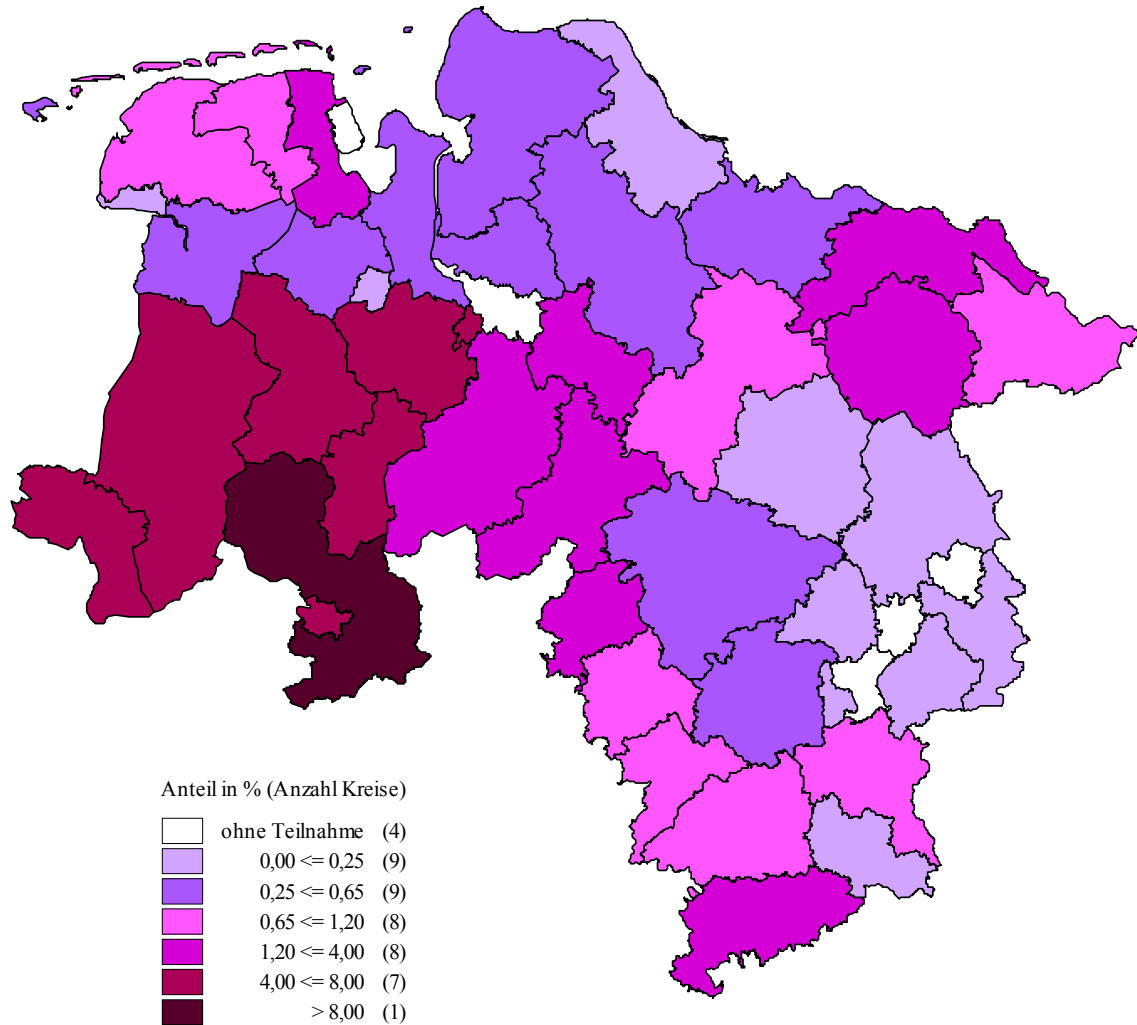 Anteil in % (Anzahl Kreise)
ohne Teilnahme (4)
0,00 <= 0,25 (9)
0,25 <= 0,65 (9)
0,65 <= 1,20 (8)
1,20 <= 4,00 (8)
4,00 <= 8,00 (7)
> 8,00 (1)